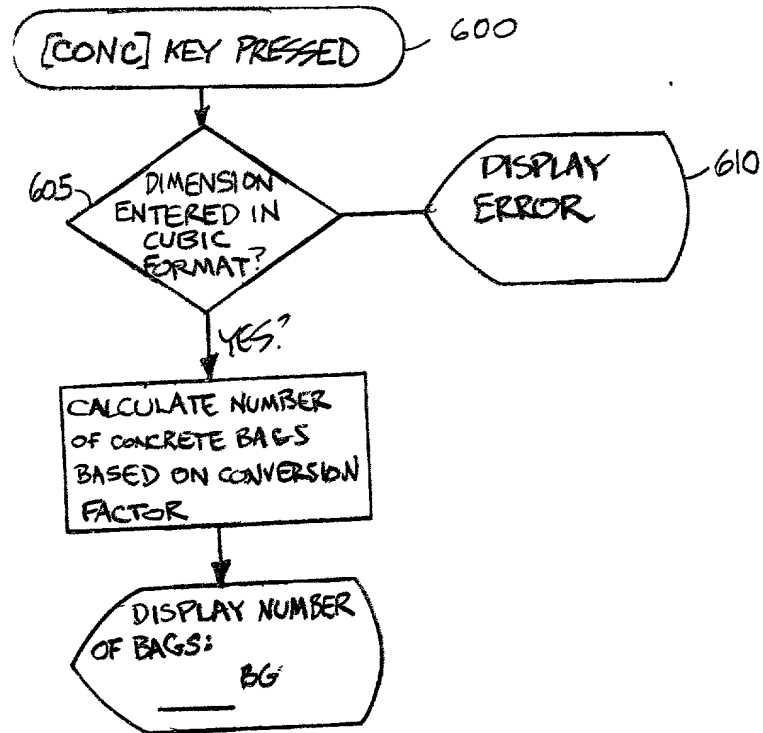 [CONC] KEY PRESSED
600
605
DIMENSION
ENTERED IN
CUBIC
FORMAT?
DISPLAY
ERROR
610
YES?
CALCULATE NUMBER
OF CONCRETE BAGS
BASED ON CONVERSION
FACTOR
DISPLAY NUMBER
OF BAGS:
____ BG